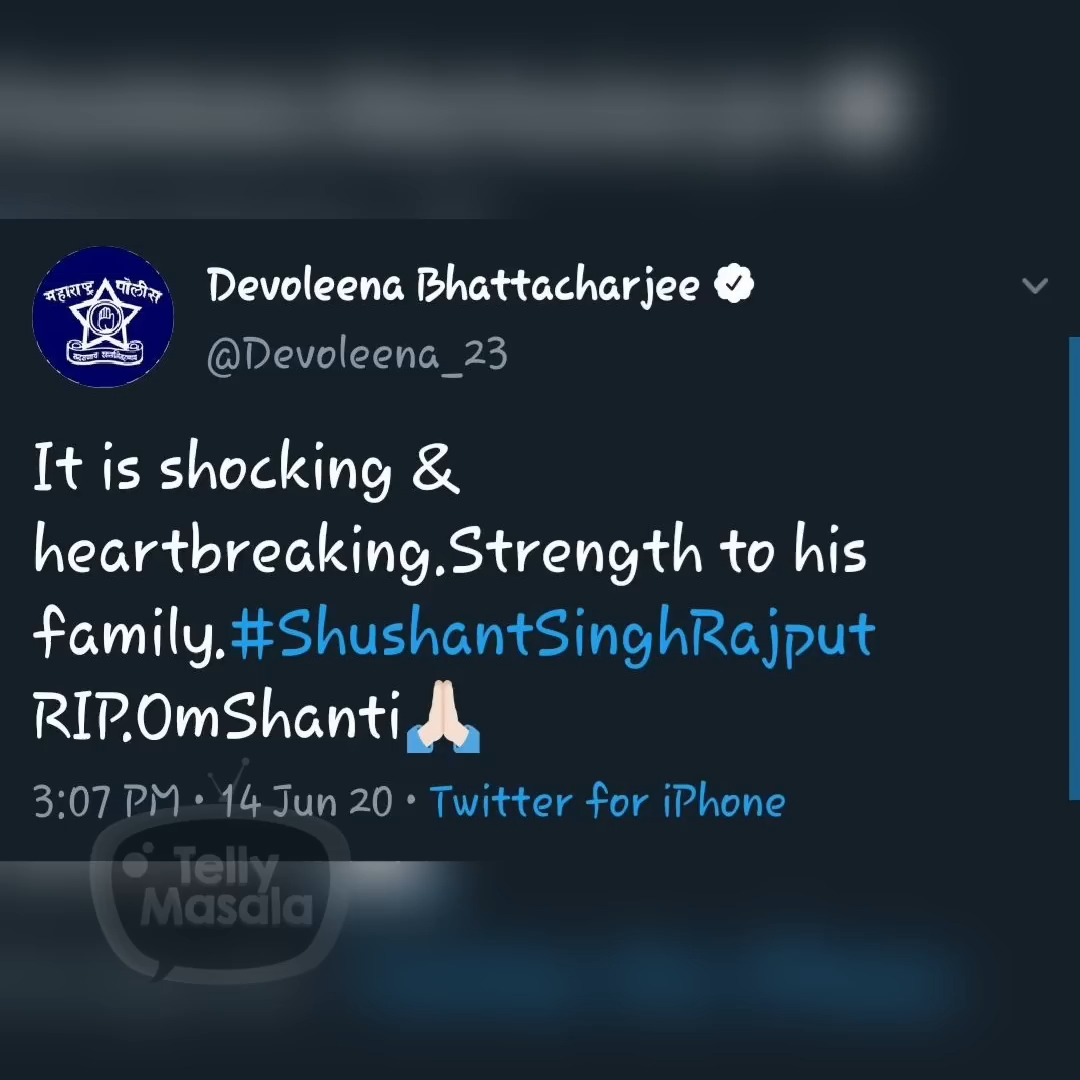 महाराष्ट्र पोलीस
Devoleena Bhattacharjee
@Devoleena_23
It is shocking &
heartbreaking.Strength to his
family.#ShushantSinghRajput
RIP.OmShanti🙏🏻
3:07 PM · 14 Jun 20 · Twitter for iPhone
Telly
Masala